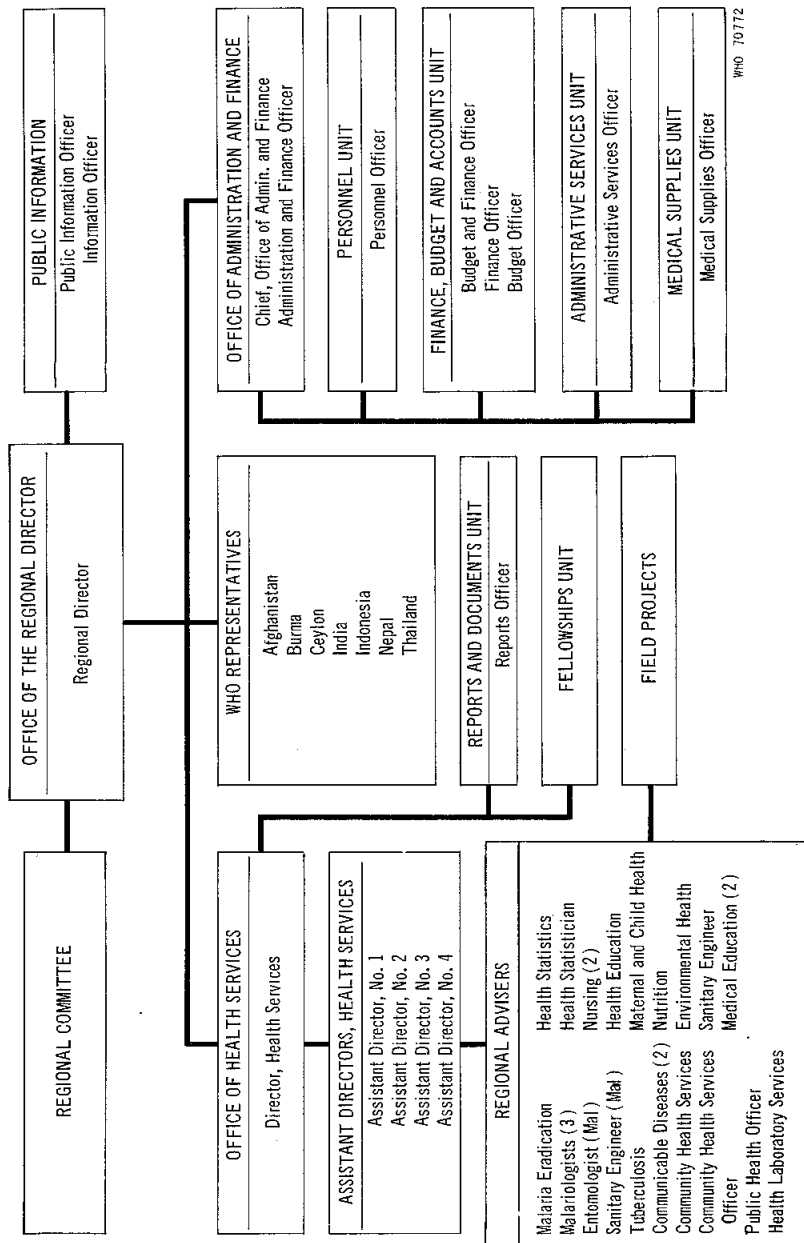 REGIONAL COMMITTEE
OFFICE OF THE REGIONAL DIRECTOR
Regional Director
PUBLIC INFORMATION
Public Information Officer
Information Officer
OFFICE OF HEALTH SERVICES
Director, Health Services
ASSISTANT DIRECTORS, HEALTH SERVICES
Assistant Director, No. 1
Assistant Director, No. 2
Assistant Director, No. 3
Assistant Director, No. 4
REGIONAL ADVISERS
Malaria Eradication
Malariologists (3)
Entomologist (Mal)
Sanitary Engineer (Mal)
Tuberculosis
Communicable Diseases (2)
Community Health Services
Community Health Services
Officer
Public Health Officer
Health Laboratory Services
Health Statistics
Health Statistician
Nursing (2)
Health Education
Maternal and Child Health
Nutrition
Environmental Health
Sanitary Engineer
Medical Education (2)
WHO REPRESENTATIVES
Afghanistan
Burma
Ceylon
India
Indonesia
Nepal
Thailand
REPORTS AND DOCUMENTS UNIT
Reports Officer
FELLOWSHIPS UNIT
FIELD PROJECTS
OFFICE OF ADMINISTRATION AND FINANCE
Chief, Office of Admin. and Finance
Administration and Finance Officer
PERSONNEL UNIT
Personnel Officer
FINANCE, BUDGET AND ACCOUNTS UNIT
Budget and Finance Officer
Finance Officer
Budget Officer
ADMINISTRATIVE SERVICES UNIT
Administrative Services Officer
MEDICAL SUPPLIES UNIT
Medical Supplies Officer
WHO 70772